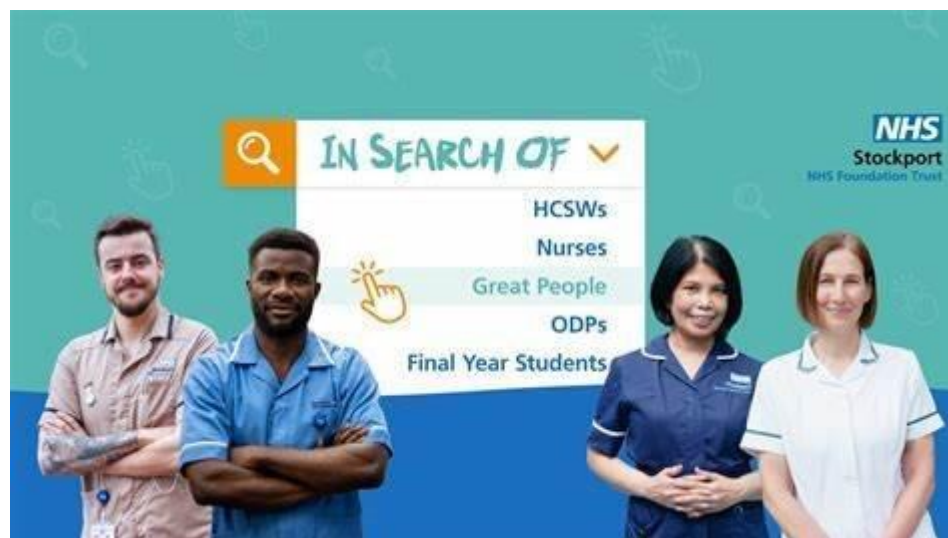 IN SEARCH OF
HCSWs
Nurses
Great People
ODPs
Final Year Students
NHS
Stockport
NHS Foundation Trust